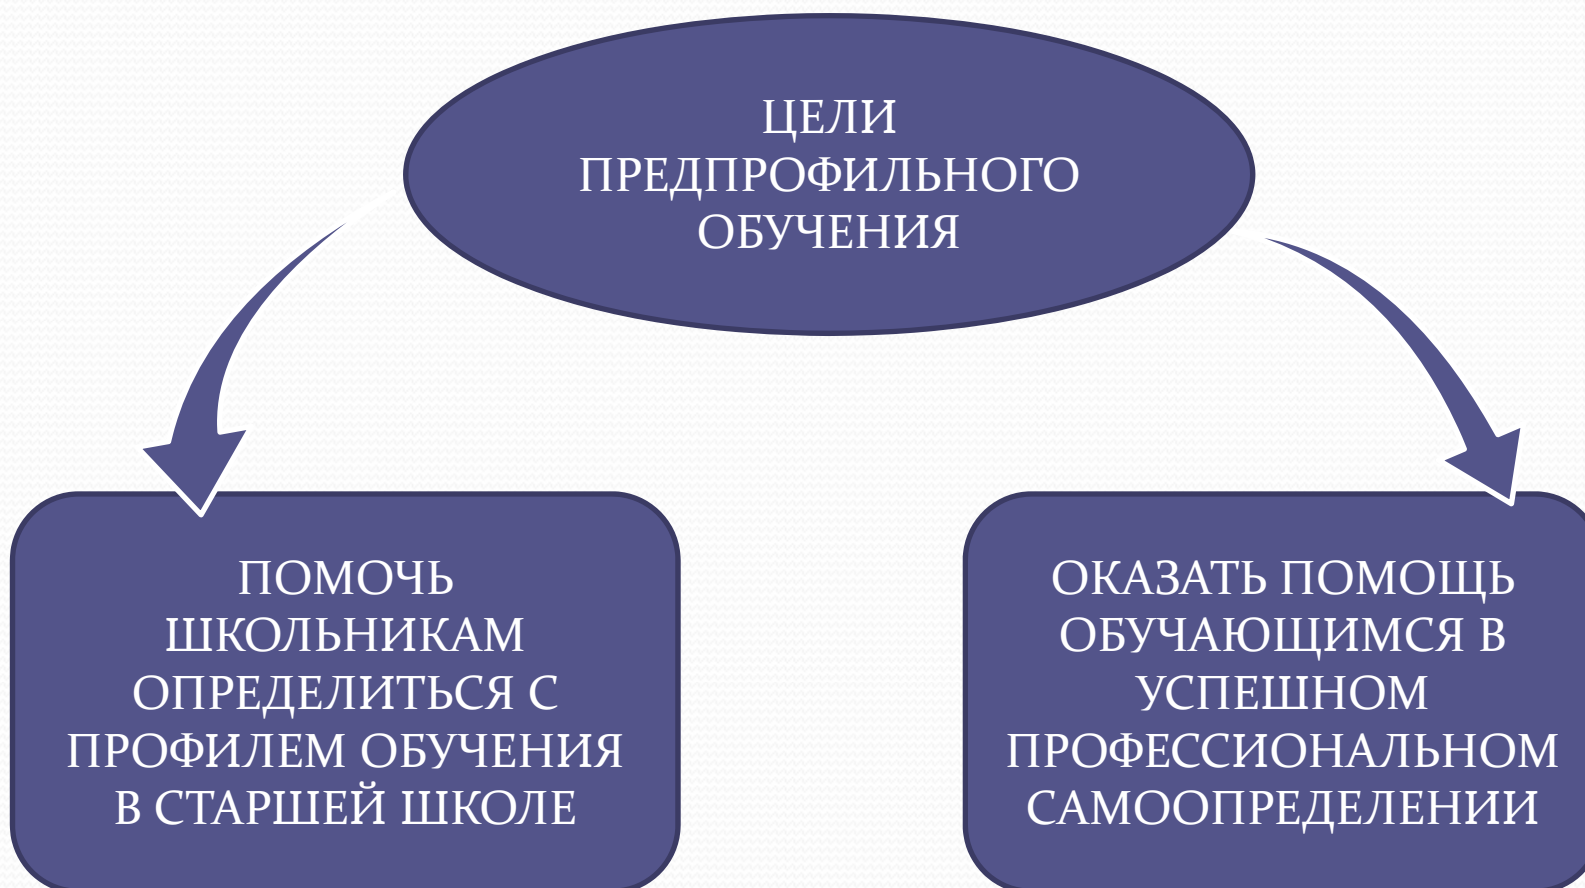 ЦЕЛИ
ПРЕДПРОФИЛЬНОГО
ОБУЧЕНИЯ
ПОМОЧЬ
ШКОЛЬНИКАМ
ОПРЕДЕЛИТЬСЯ С
ПРОФИЛЕМ ОБУЧЕНИЯ
В СТАРШЕЙ ШКОЛЕ
ОКАЗАТЬ ПОМОЩЬ
ОБУЧАЮЩИМСЯ В
УСПЕШНОМ
ПРОФЕССИОНАЛЬНОМ
САМООПРЕДЕЛЕНИИ